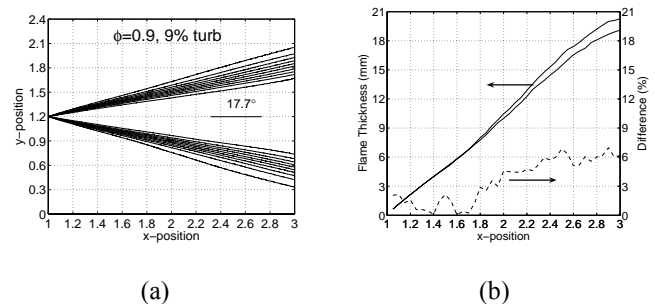 2.4
2.1
1.8
1.5
1.2
0.9
0.6
0.3
0
y−position
ϕ=0.9, 9% turb
17.7°
1 1.2 1.4 1.6 1.8 2 2.2 2.4 2.6 2.8 3
x−position
(a)
21
18
15
12
9
6
3
0
Flame Thickness (mm)
21
20
18
15
12
9
6
3
0
Difference (%)
1 1.2 1.4 1.6 1.8 2.0 2.2 2.4 2.6 2.8 3
x−position
(b)